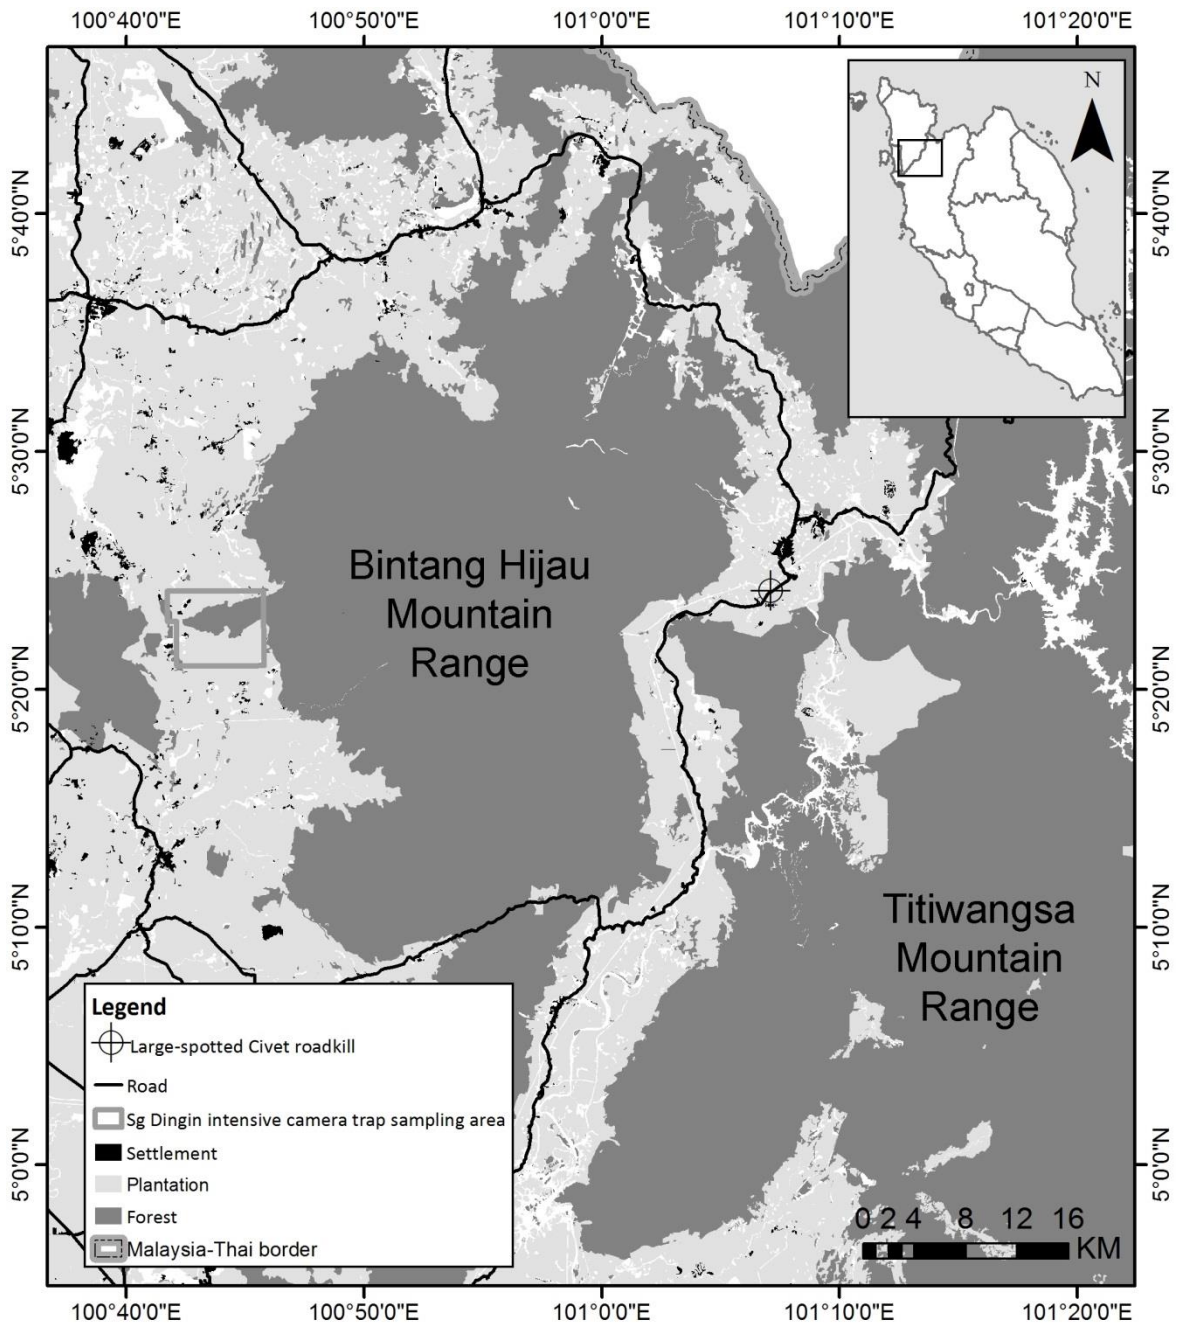 100°40'0"E 100°50'0"E 101°0'0"E 101°10'0"E 101°20'0"E
N
5°40'0"N 5°40'0"N
5°30'0"N 5°30'0"N
Bintang Hijau
Mountain
Range
5°20'0"N 5°20'0"N
Titiwangsa
Mountain
Range
5°10'0"N 5°10'0"N
Legend
Large-spotted Civet roadkill
Road
Sg Dingin intensive camera trap sampling area
Settlement
Plantation
Forest
Malaysia-Thai border
5°0'0"N 5°0'0"N
0 2 4 8 12 16
KM
100°40'0"E 100°50'0"E 101°0'0"E 101°10'0"E 101°20'0"E